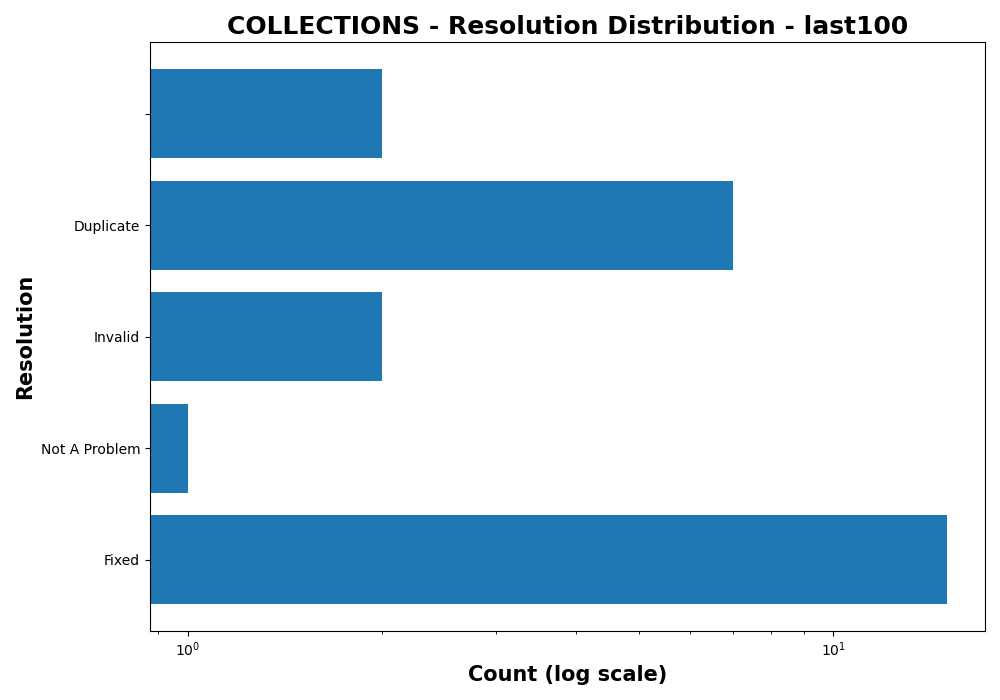 COLLECTIONS - Resolution Distribution - last100
Resolution
Duplicate
Invalid
Not A Problem
Fixed
10⁰
10¹
Count (log scale)